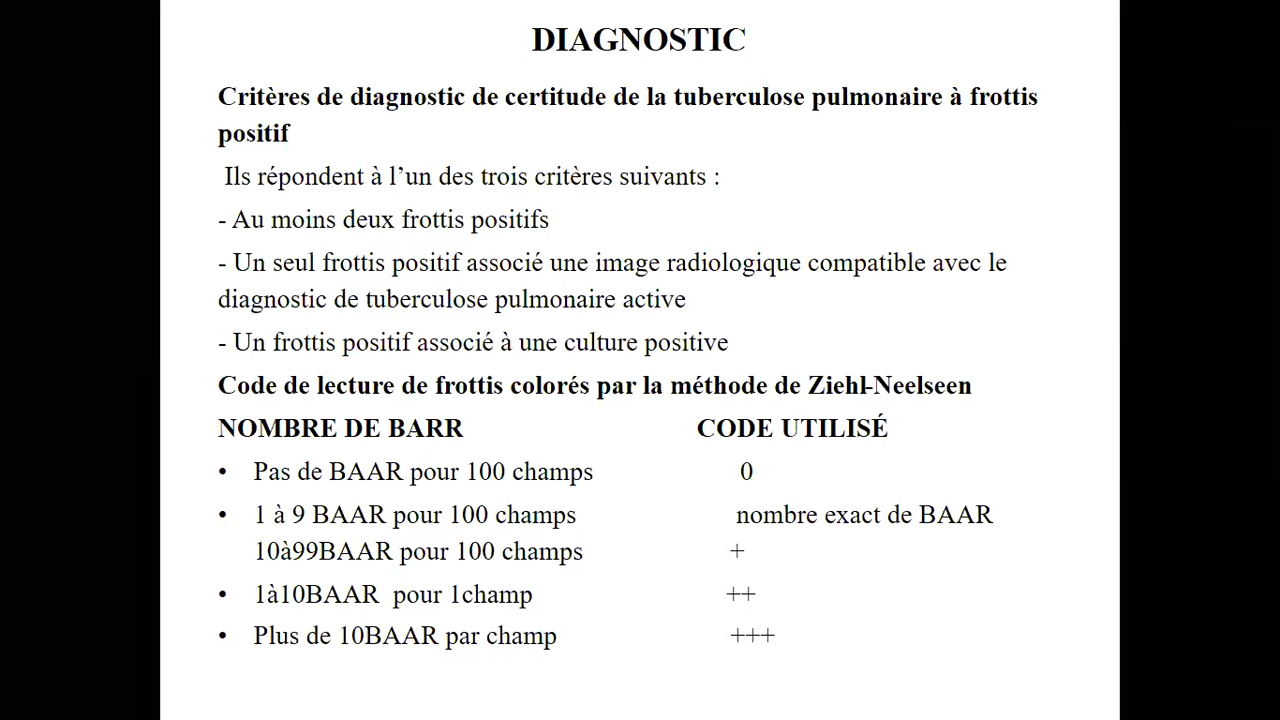 DIAGNOSTIC
Critères de diagnostic de certitude de la tuberculose pulmonaire à frottis
positif
Ils répondent à l’un des trois critères suivants :
- Au moins deux frottis positifs
- Un seul frottis positif associé une image radiologique compatible avec le
diagnostic de tuberculose pulmonaire active
- Un frottis positif associé à une culture positive
Code de lecture de frottis colorés par la méthode de Ziehl-Neelseen
NOMBRE DE BARR CODE UTILISÉ
• Pas de BAAR pour 100 champs 0
• 1 à 9 BAAR pour 100 champs nombre exact de BAAR
10à99BAAR pour 100 champs +
• 1à10BAAR pour 1champ ++
• Plus de 10BAAR par champ +++